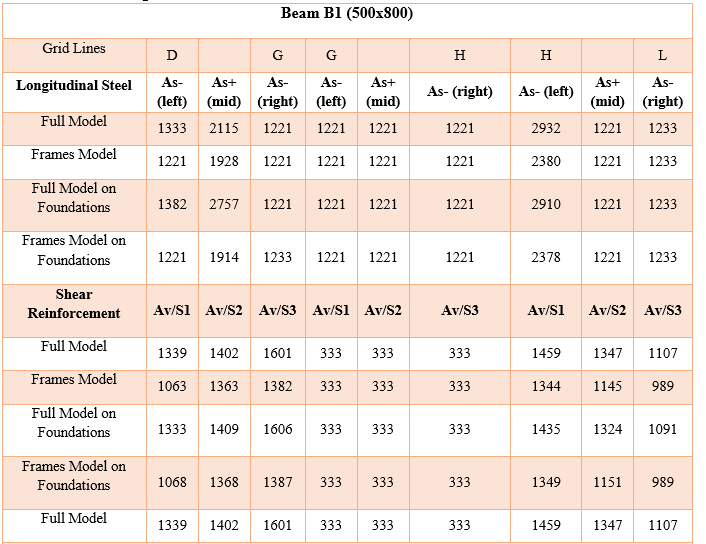 Beam B1 (500x800)
Grid Lines D G G H H L
Longitudinal Steel As- (left) As+ (mid) As- (right) As- (left) As+ (mid) As- (right) As- (left) As+ (mid) As- (right)
Full Model 1333 2115 1221 1221 1221 1221 2932 1221 1233
Frames Model 1221 1928 1221 1221 1221 1221 2380 1221 1233
Full Model on Foundations 1382 2757 1221 1221 1221 1221 2910 1221 1233
Frames Model on Foundations 1221 1914 1233 1221 1221 1221 2378 1221 1233
Shear Reinforcement Av/S1 Av/S2 Av/S3 Av/S1 Av/S2 Av/S3 Av/S1 Av/S2 Av/S3
Full Model 1339 1402 1601 333 333 333 1459 1347 1107
Frames Model 1063 1363 1382 333 333 333 1344 1145 989
Full Model on Foundations 1333 1409 1606 333 333 333 1435 1324 1091
Frames Model on Foundations 1068 1368 1387 333 333 333 1349 1151 989
Full Model 1339 1402 1601 333 333 333 1459 1347 1107